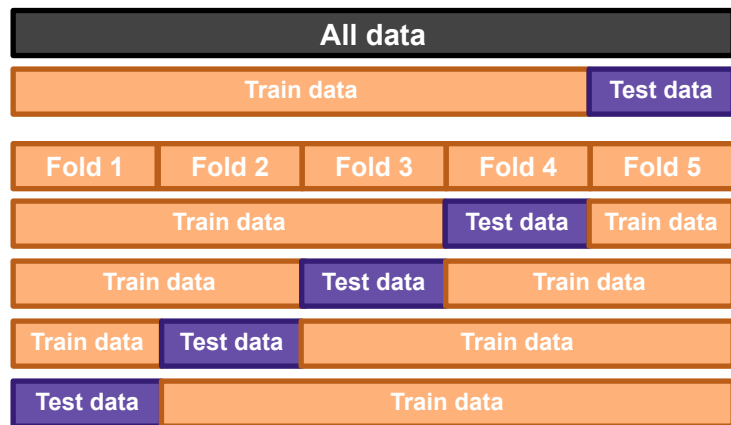 All data
Train data Test data
Fold 1 Fold 2 Fold 3 Fold 4 Fold 5
Train data Test data Train data
Train data Test data Train data
Train data Test data Train data
Test data Train data